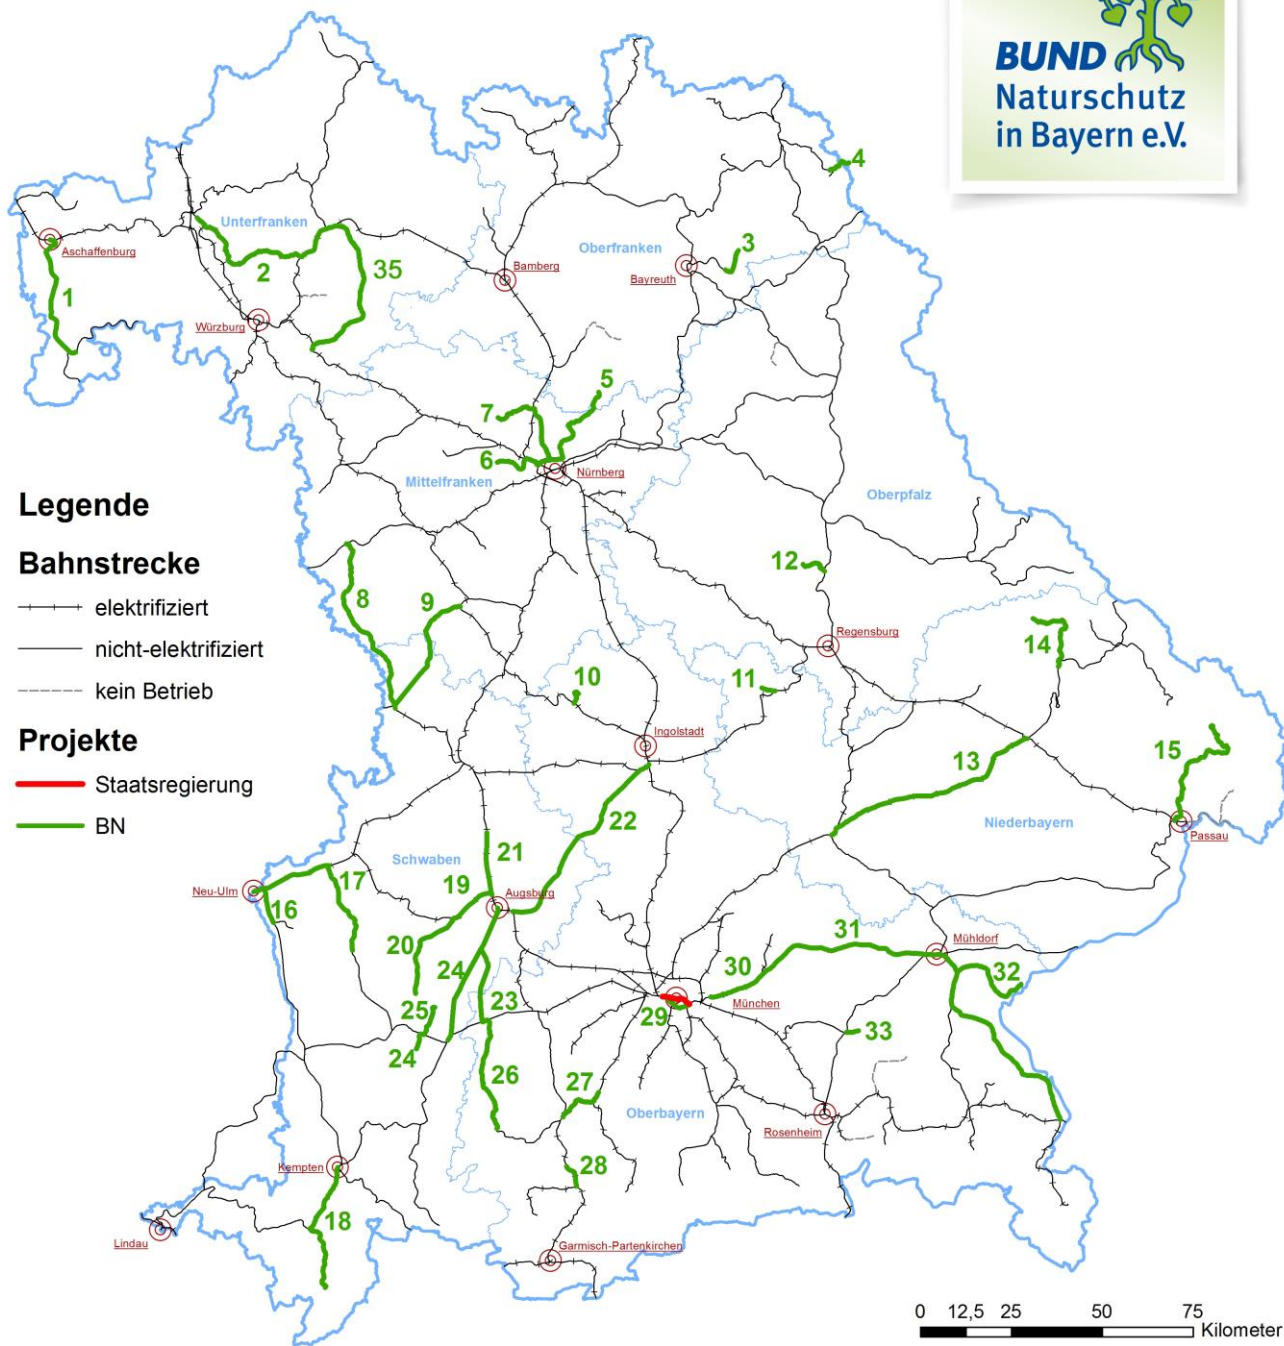 BUND
Naturschutz
in Bayern e.V.
4
Unterfranken
Aschaffenburg
Oberfranken
3
2
35
Bamberg
Bayreuth
1
Würzburg
5
7
6
Nürnberg
Mittelfranken
Oberpfalz
Legende
Bahnstrecke
elektrifiziert
nicht-elektrifiziert
kein Betrieb
Projekte
Staatsregierung
BN
12
8
9
Regensburg
14
10
11
Ingolstadt
13
15
22
Niederbayern
Passau
21
Schwaben
17
19
Neu-Ulm
Augsburg
16
31
Mühldorf
20
24
30
32
25
23
München
29
33
24
26
27
Oberbayern
Rosenheim
28
Kempten
18
Lindau
Garmisch-Partenkirchen
0 12,5 25 50 75
Kilometer